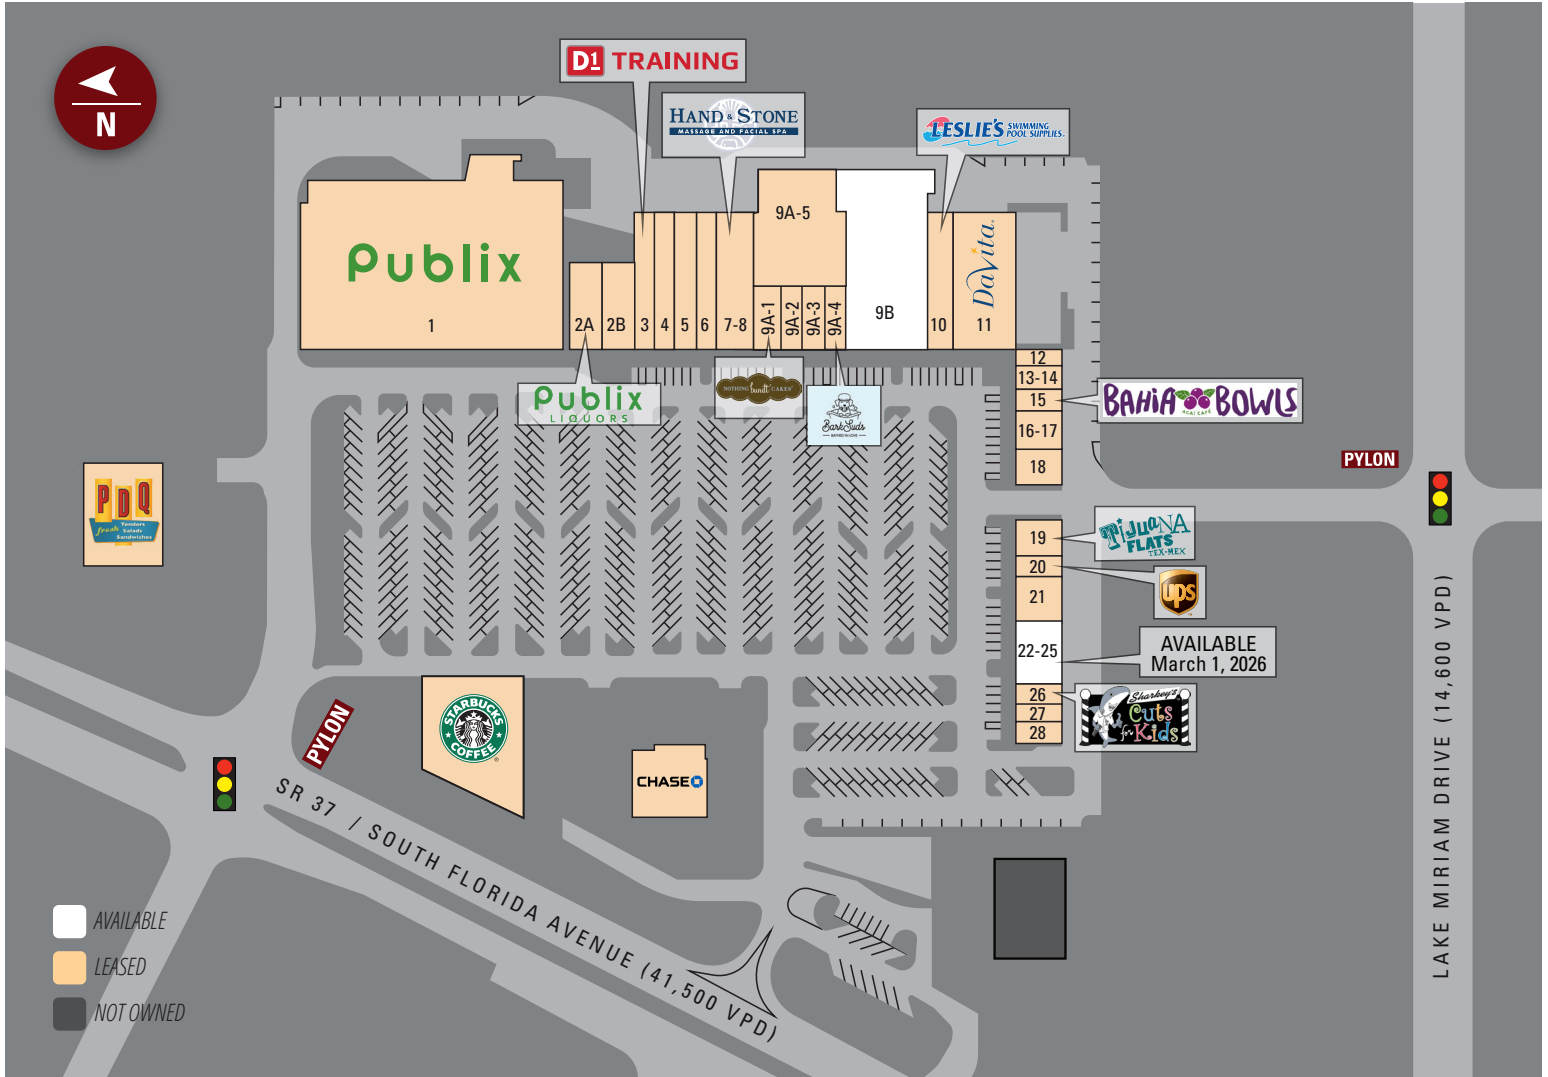 N
D1 TRAINING
HAND & STONE
MASSAGE AND FACIAL SPA
LESLIE'S SWIMMING
POOL SUPPLIES.
Publix
1
2A
2B
3
4
5
6
7-8
9A-5
9A-1
9A-2
9A-3
9A-4
9B
10
DaVita.
11
Publix
LIQUORS
NOTHING bundt CAKES
BarkSuds
12
13-14
15
16-17
18
BAHIA BOWLS
ACAI CAFE
PYLON
PDQ
fresh Tenders
Salads
Sandwiches
19
20
21
22-25
26
27
28
TIJUANA
FLATS
TEX-MEX
ups
AVAILABLE
March 1, 2026
Sharkey's
Cuts
for Kids
PYLON
STARBUCKS
COFFEE
CHASE
SR 37 / SOUTH FLORIDA AVENUE (41,500 VPD)
LAKE MIRIAM DRIVE (14,600 VPD)
AVAILABLE
LEASED
NOT OWNED